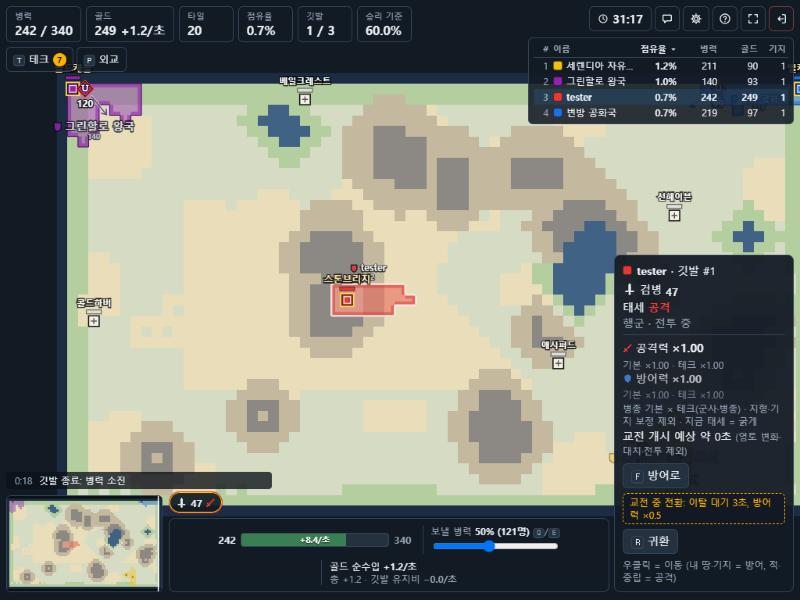 병력 골드 타일 점유율 깃발 승리 기준
242 / 340 249 +1.2/초 20 0.7% 1 / 3 60.0%
31:17
T 테크 7 P 외교
# 이름 점유율 병력 골드 기지
1 세렌디아 자유... 1.2% 211 90 1
2 그린할로 왕국 1.0% 140 93 1
3 tester 0.7% 242 249 1
4 변방 공화국 0.7% 219 97 1
120
그린할로 왕국
140
베일크레스트
선헤이븐
tester
스톤브리지
골드하버
애시포드
tester · 깃발 #1
검병 47
태세 공격
행군 · 전투 중
공격력 ×1.00
기본 ×1.00 · 테크 ×1.00
방어력 ×1.00
기본 ×1.00 · 테크 ×1.00
병종 기본 × 테크(군사·병종) · 지형·기
지 보정 제외 · 지금 태세 = 굵게
교전 개시 예상 약 0초 (영토 변화·
대치·전투 제외)
F 방어로
교전 중 전환: 이탈 대기 3초, 방어
력 ×0.5
R 귀환
우클릭 = 이동 (내 땅·기지 = 방어, 적·
중립 = 공격)
0:18 깃발 종료: 병력 소진
47
242 +8.4/초 340
보낼 병력 50% (121명) Q / E
골드 순수입 +1.2/초
총 +1.2 · 깃발 유지비 −0.0/초